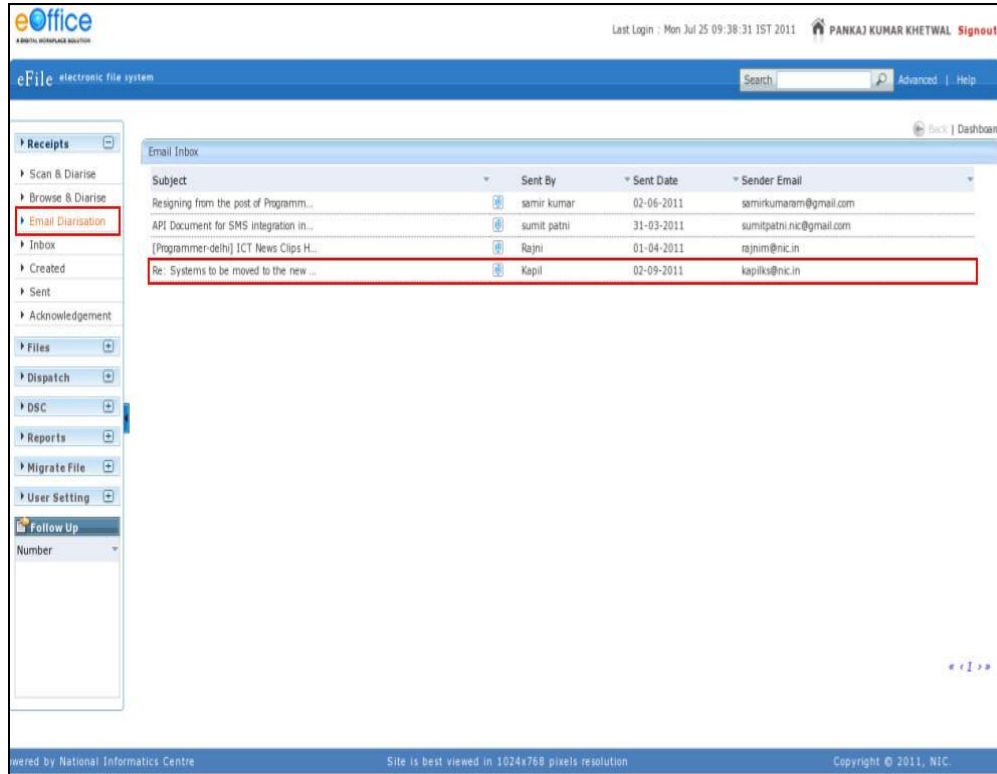 eOffice
A DIGITAL WORKPLACE SOLUTION
Last Login : Mon Jul 25 09:38:31 IST 2011 PANKAJ KUMAR KHETWAL Signout
eFile electronic file system
Search Advanced | Help
Back | Dashboar
Receipts
Scan & Diarise
Browse & Diarise
Email Diarisation
Inbox
Created
Sent
Acknowledgement
Files
Dispatch
DSC
Reports
Migrate File
User Setting
Follow Up
Number
Email Inbox
Subject Sent By Sent Date Sender Email
Resigning from the post of Programm... samir kumar 02-06-2011 samirkumaram@gmail.com
API Document for SMS integration in... sumit patni 31-03-2011 sumitpatni.nic@gmail.com
[Programmer-delhi] ICT News Clips H... Rajni 01-04-2011 rajnim@nic.in
Re: Systems to be moved to the new ... Kapil 02-09-2011 kapilks@nic.in
« ‹ 1 › »
owered by National Informatics Centre Site is best viewed in 1024x768 pixels resolution Copyright © 2011, NIC.